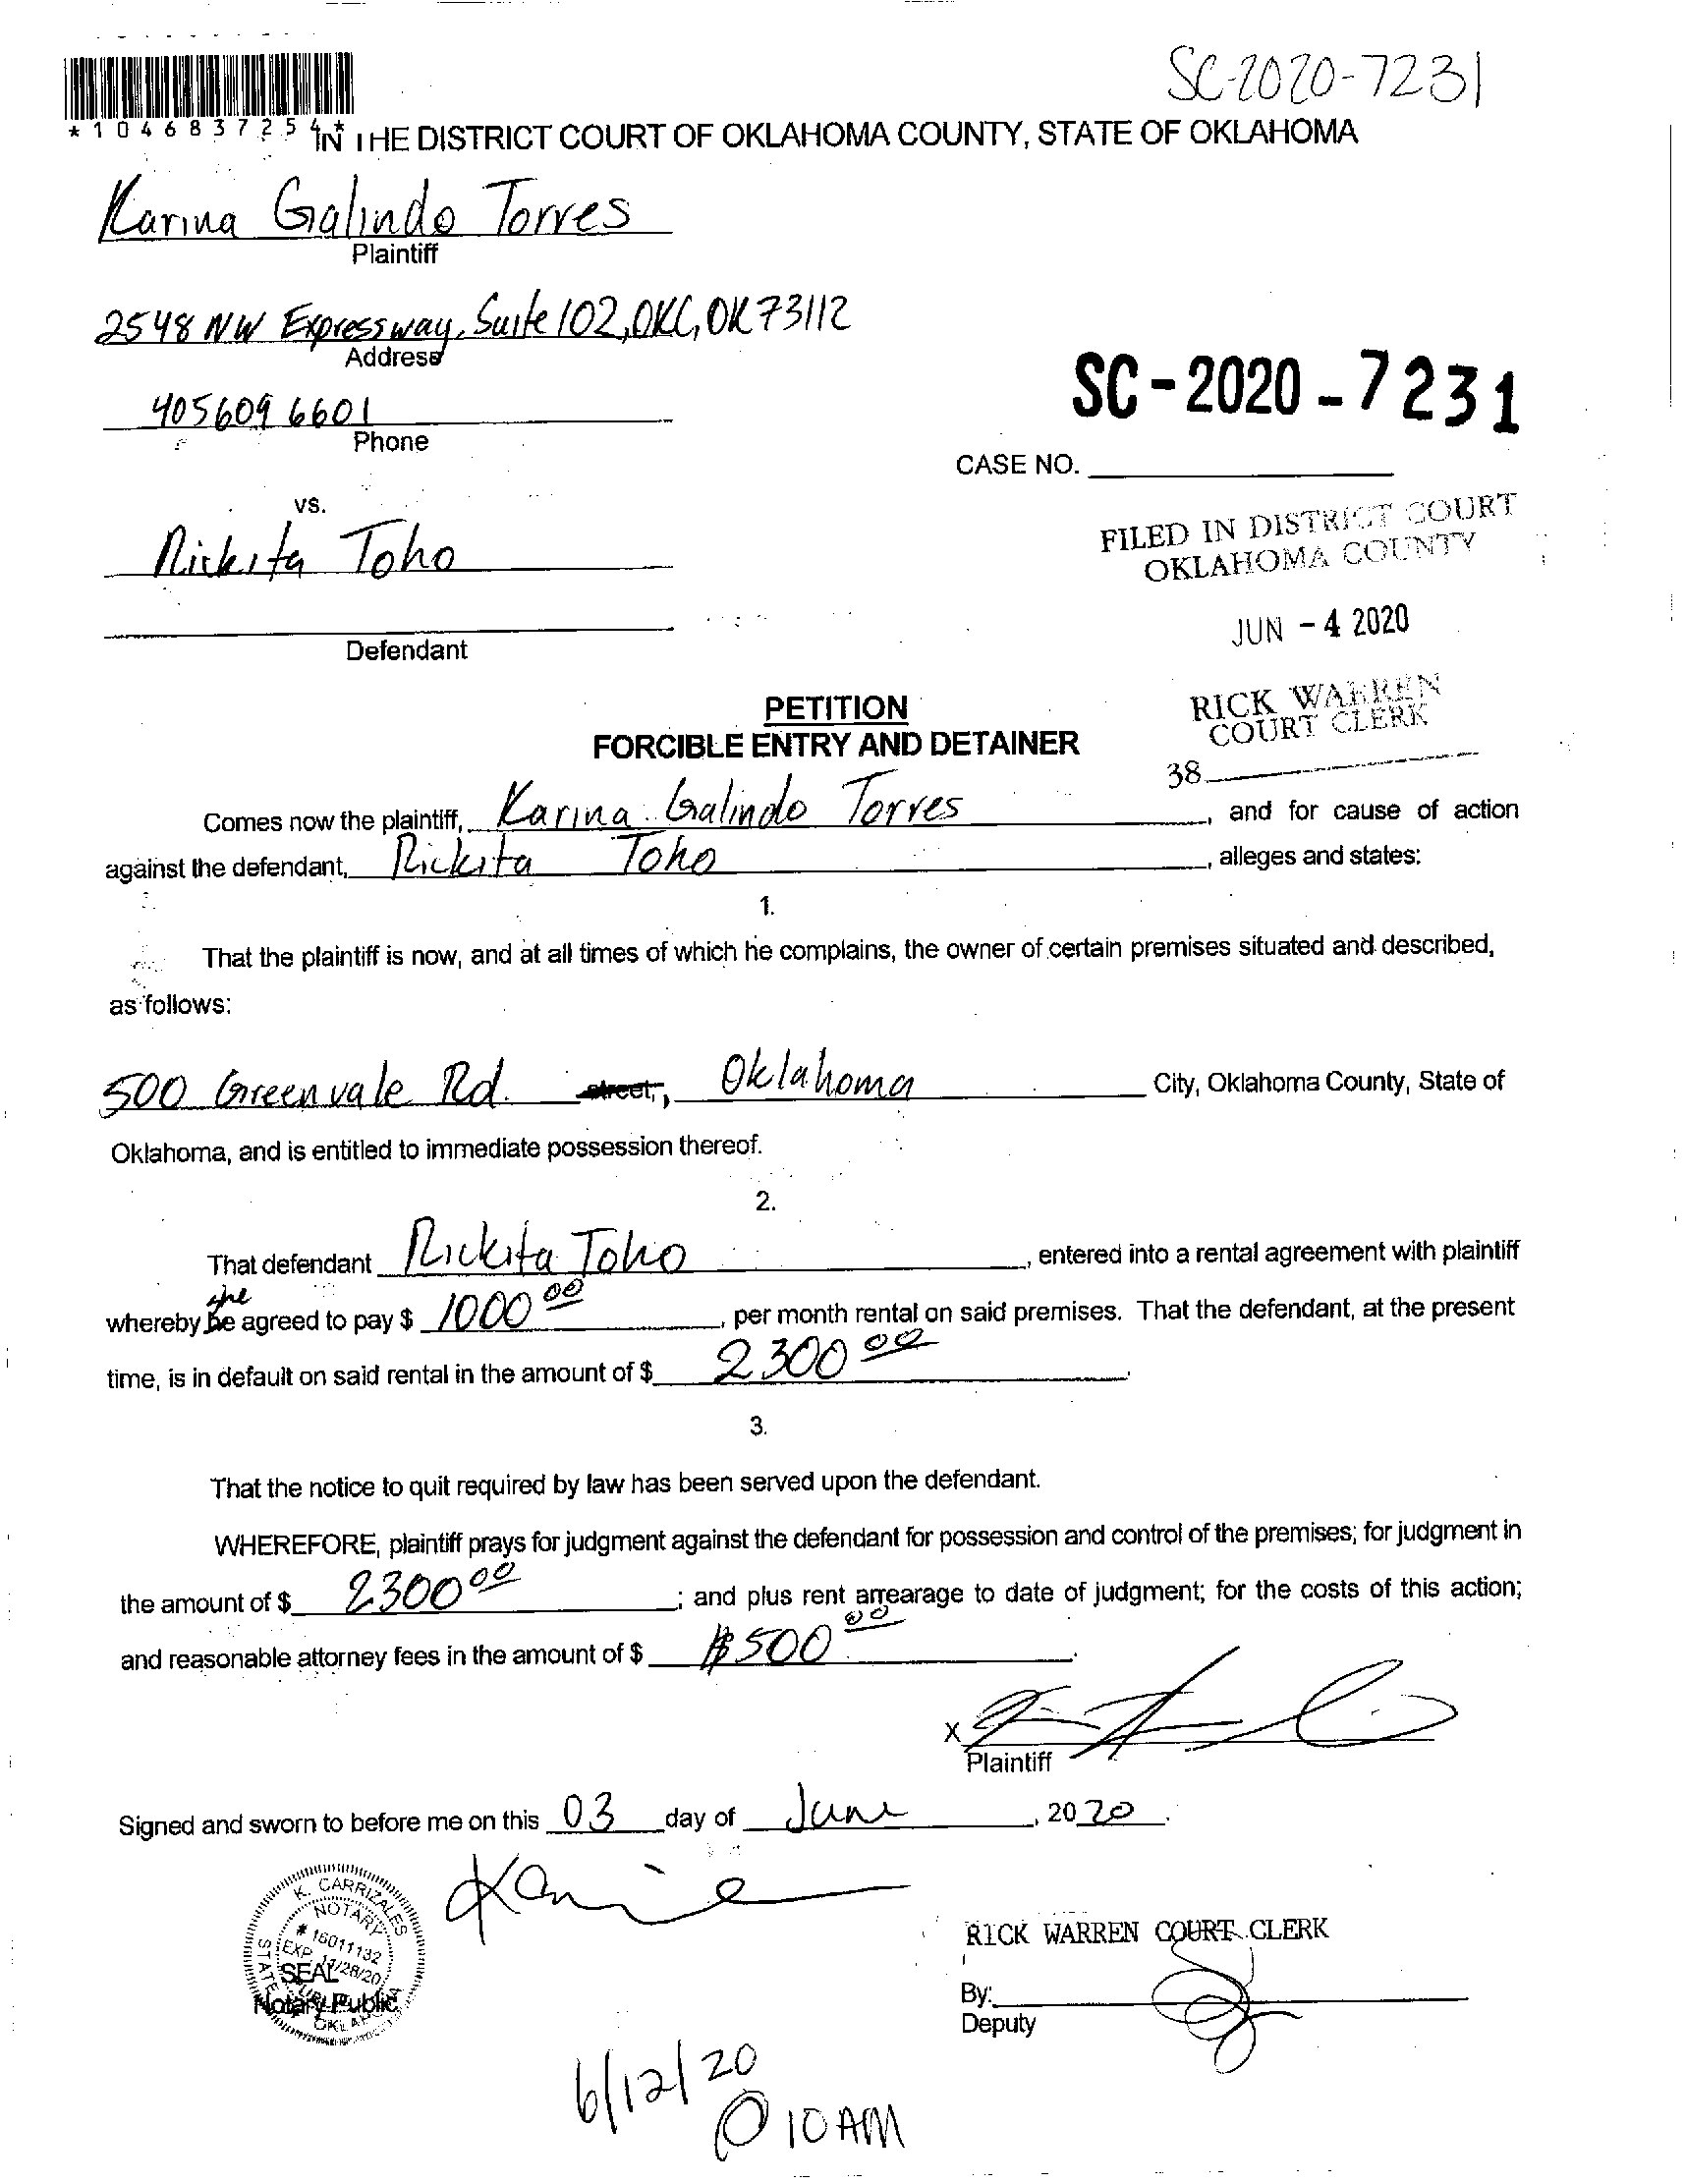 SC-2020-7231
*1046837254*
IN THE DISTRICT COURT OF OKLAHOMA COUNTY, STATE OF OKLAHOMA
Karina Galindo Torres
Plaintiff
2548 NW Expressway, Suite 102, OKC, OK 73112
Address
405 609 6601
Phone
SC-2020-7231
CASE NO.
vs.
Rickita Toho
Defendant
FILED IN DISTRICT COURT
OKLAHOMA COUNTY
JUN -4 2020
RICK WARREN
COURT CLERK
38
PETITION
FORCIBLE ENTRY AND DETAINER
Comes now the plaintiff, Karina Galindo Torres, and for cause of action
against the defendant, Rickita Toho, alleges and states:
1.
That the plaintiff is now, and at all times of which he complains, the owner of certain premises situated and described,
as follows:
500 Greenvale Rd. street, Oklahoma City, Oklahoma County, State of
Oklahoma, and is entitled to immediate possession thereof.
2.
That defendant Rickita Toho, entered into a rental agreement with plaintiff
she
whereby he agreed to pay $ 1000 00, per month rental on said premises. That the defendant, at the present
time, is in default on said rental in the amount of $ 2300 00.
3.
That the notice to quit required by law has been served upon the defendant.
WHEREFORE, plaintiff prays for judgment against the defendant for possession and control of the premises; for judgment in
the amount of $ 2300 00; and plus rent arrearage to date of judgment; for the costs of this action;
and reasonable attorney fees in the amount of $ $500 00.
X
Plaintiff
Signed and sworn to before me on this 03 day of June, 2020.
K. CARRIZALES
NOTARY
# 16011132
EXP. 11/28/20
SEAL
PUBLIC
STATE OKLAHOMA
Notary Public
RICK WARREN COURT CLERK
By:
Deputy
6/12/20
@ 10 AM